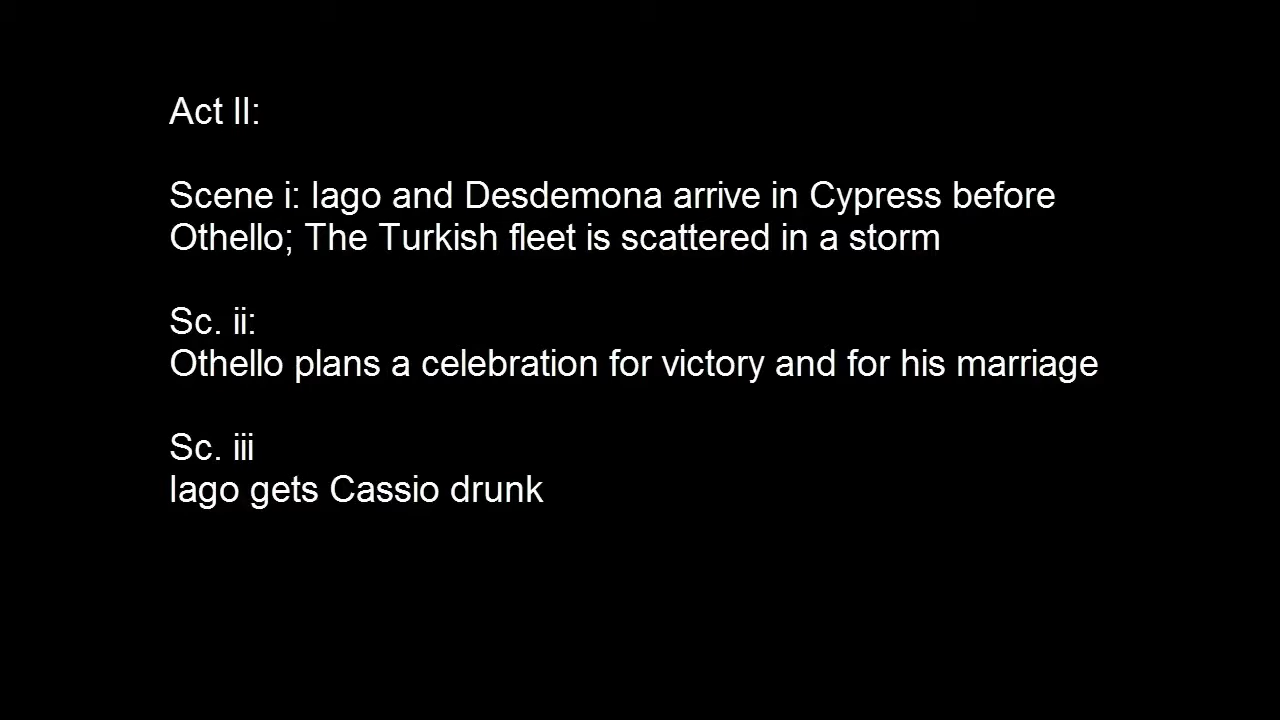 Act II:
Scene i: Iago and Desdemona arrive in Cypress before
Othello; The Turkish fleet is scattered in a storm
Sc. ii:
Othello plans a celebration for victory and for his marriage
Sc. iii
Iago gets Cassio drunk